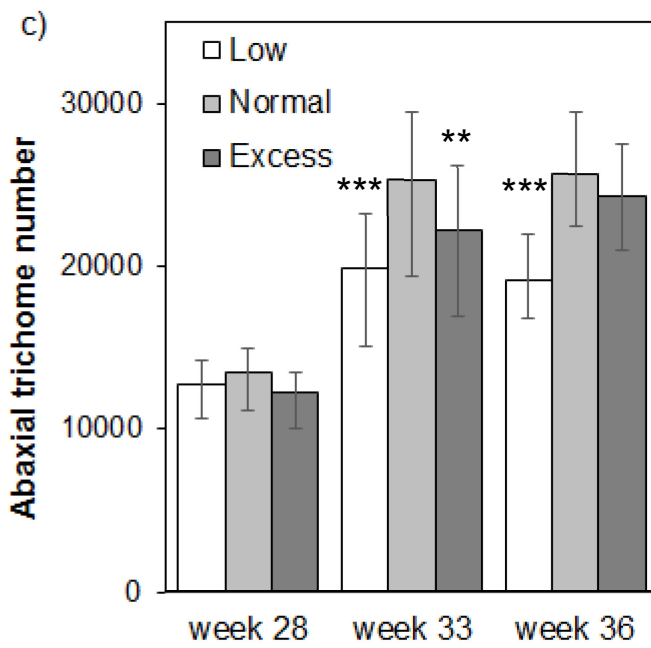 c)
Low
Normal
Excess
Abaxial trichome number
30000
20000
10000
0
***
**
***
week 28
week 33
week 36